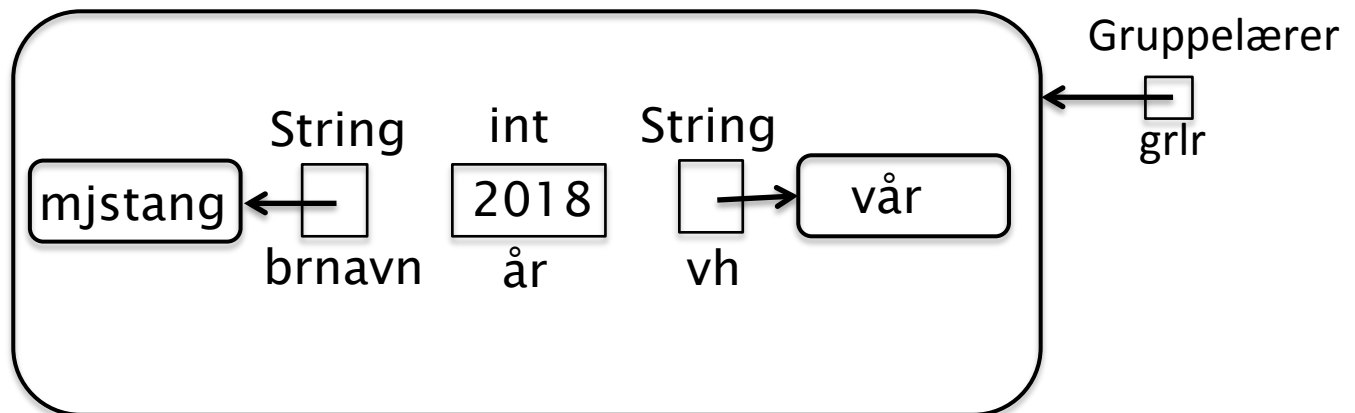 Gruppelærer
grlr
String int String
mjstang 2018 vår
brnavn år vh